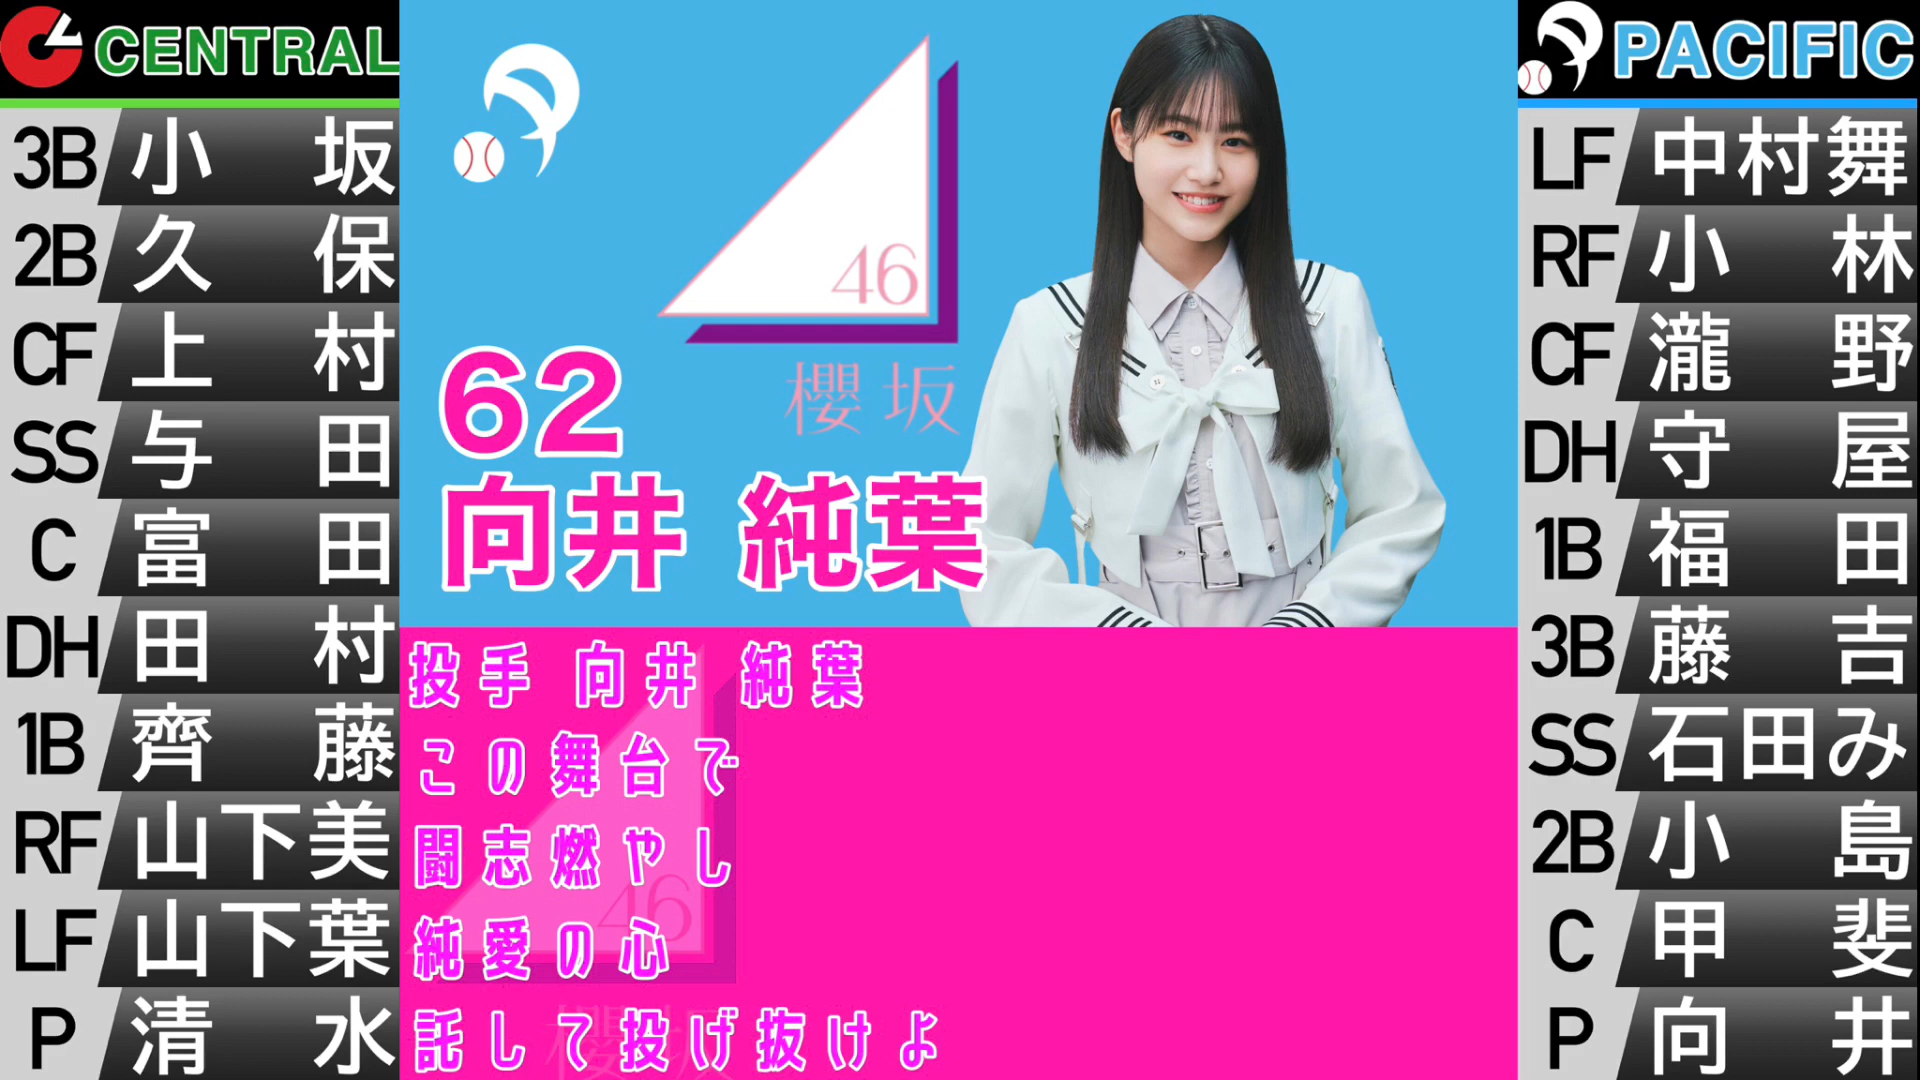 CENTRAL
3B 小坂
2B 久保
CF 上村
SS 与田
C 富田
DH 田村
1B 齊藤
RF 山下美
LF 山下葉
P 清水
46
櫻坂
62
向井 純葉
投手 向井 純葉
この舞台で
闘志燃やし
純愛の心
託して投げ抜けよ
46
櫻坂
PACIFIC
LF 中村舞
RF 小林
CF 瀧野
DH 守屋
1B 福田
3B 藤吉
SS 石田み
2B 小島
C 甲斐
P 向井